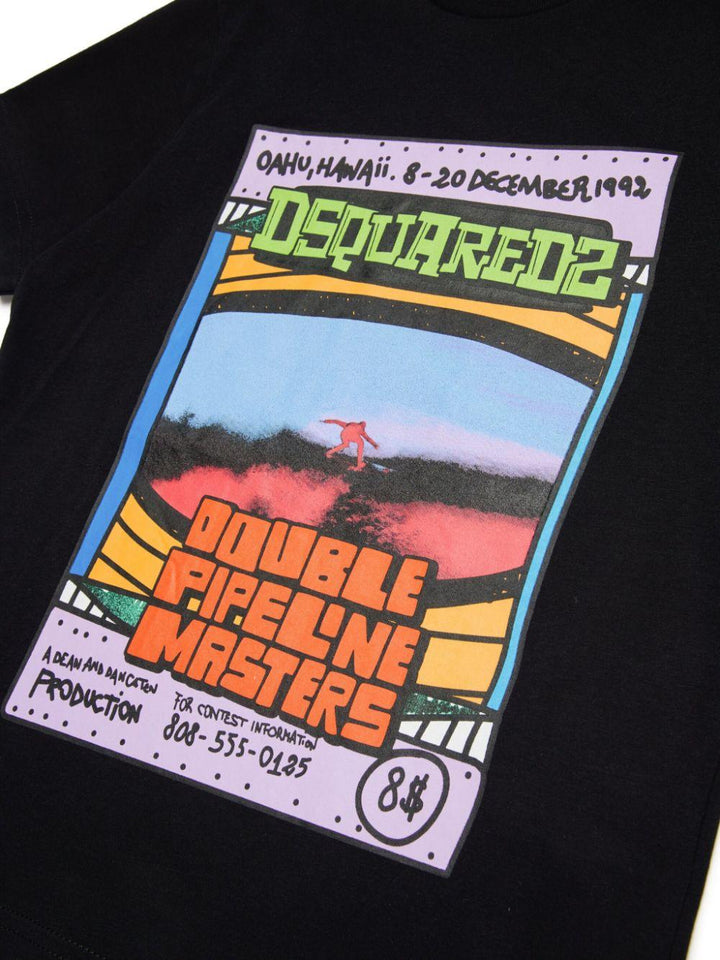 OAHU, HAWAii. 8-20 DECEMBER 1992
DSQUARED2
DOUBLE
PIPELiNE
MASTERS
A DEAN AND DAN CATEN
PRODUCTiON
FOR CONTEST INFORMATiON
808-555-0125
8$